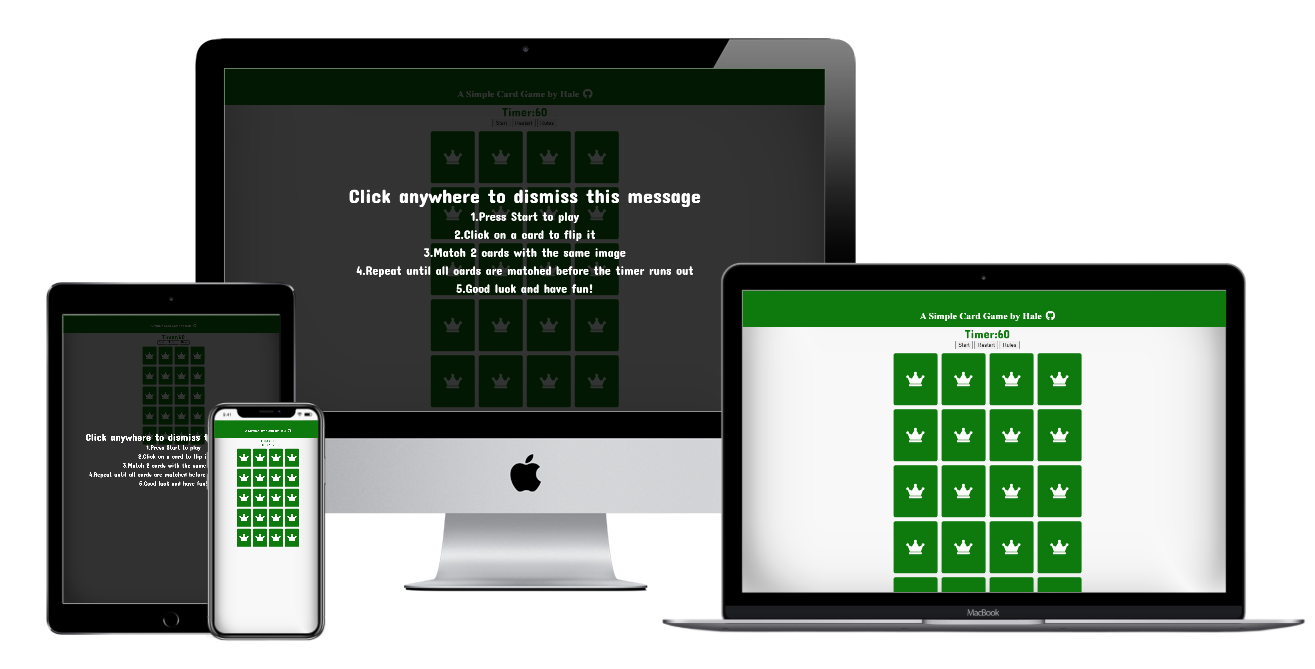 A Simple Card Game by Hale
Timer:60
Start Restart Rules
Click anywhere to dismiss this message
1.Press Start to play
2.Click on a card to flip it
3.Match 2 cards with the same image
4.Repeat until all cards are matched before the timer runs out
5.Good luck and have fun!
A Simple Card Game by Hale
Timer:60
Start Restart Rules
MacBook
Timer:60
Click anywhere to dismiss
1.Press Start to play
2.Click on a card to flip
3.Match 2 cards with the same
4.Repeat until all cards are matched before
5.Good luck and have fun!